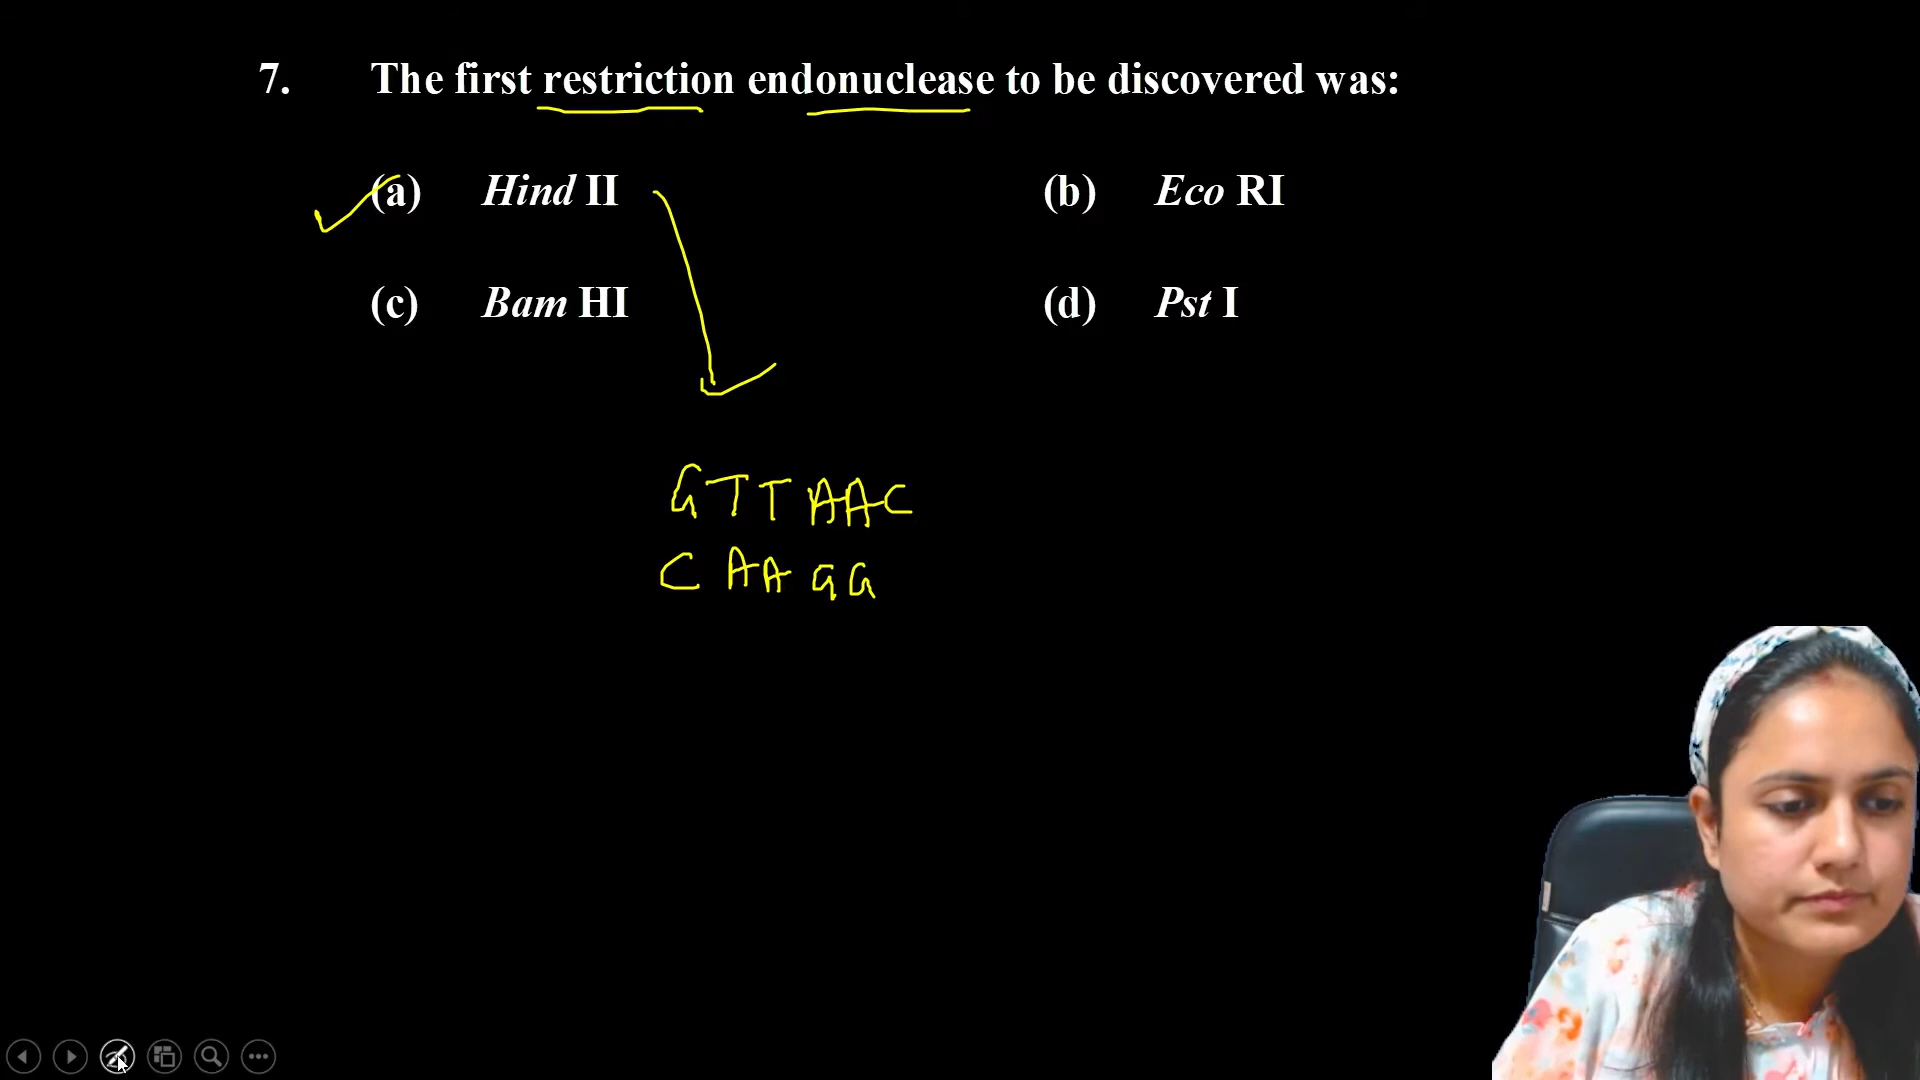 7. The first restriction endonuclease to be discovered was:
(a) Hind II (b) Eco RI
(c) Bam HI (d) Pst I
GTTAAC
CAAGG